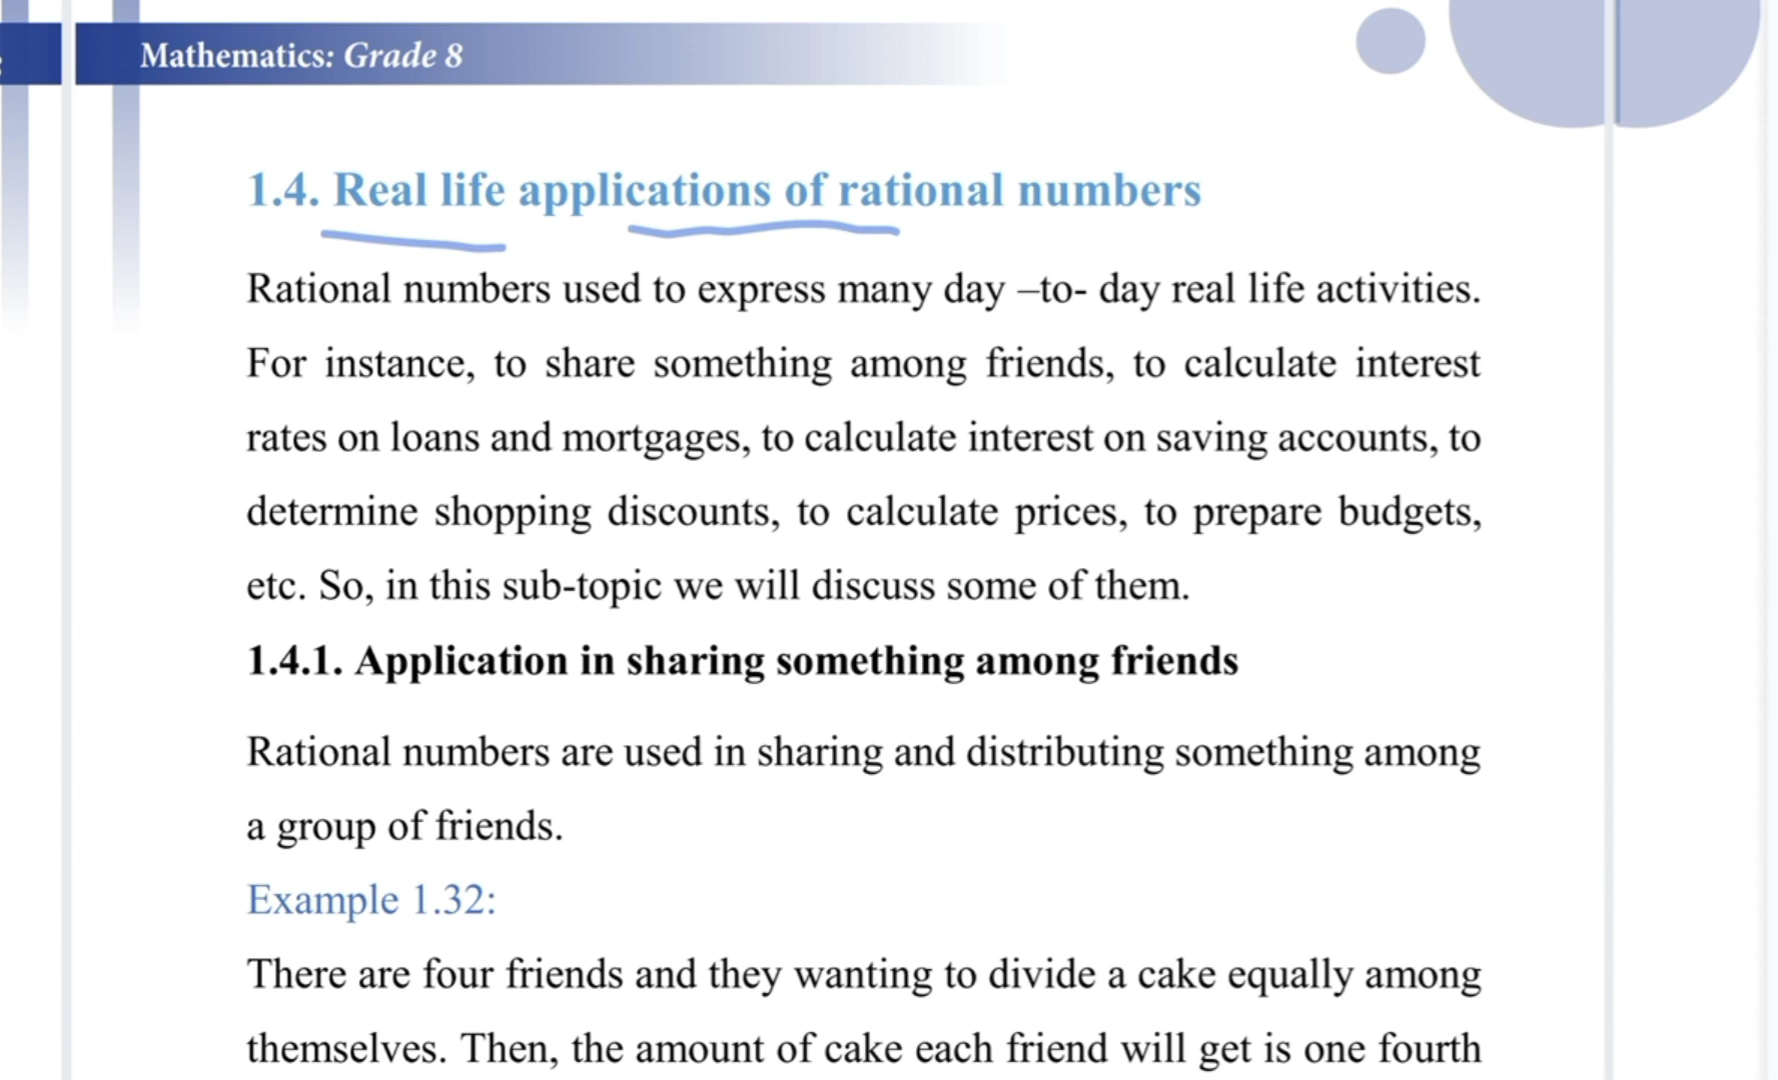 Mathematics: Grade 8
1.4. Real life applications of rational numbers
Rational numbers used to express many day –to- day real life activities.
For instance, to share something among friends, to calculate interest
rates on loans and mortgages, to calculate interest on saving accounts, to
determine shopping discounts, to calculate prices, to prepare budgets,
etc. So, in this sub-topic we will discuss some of them.
1.4.1. Application in sharing something among friends
Rational numbers are used in sharing and distributing something among
a group of friends.
Example 1.32:
There are four friends and they wanting to divide a cake equally among
themselves. Then, the amount of cake each friend will get is one fourth